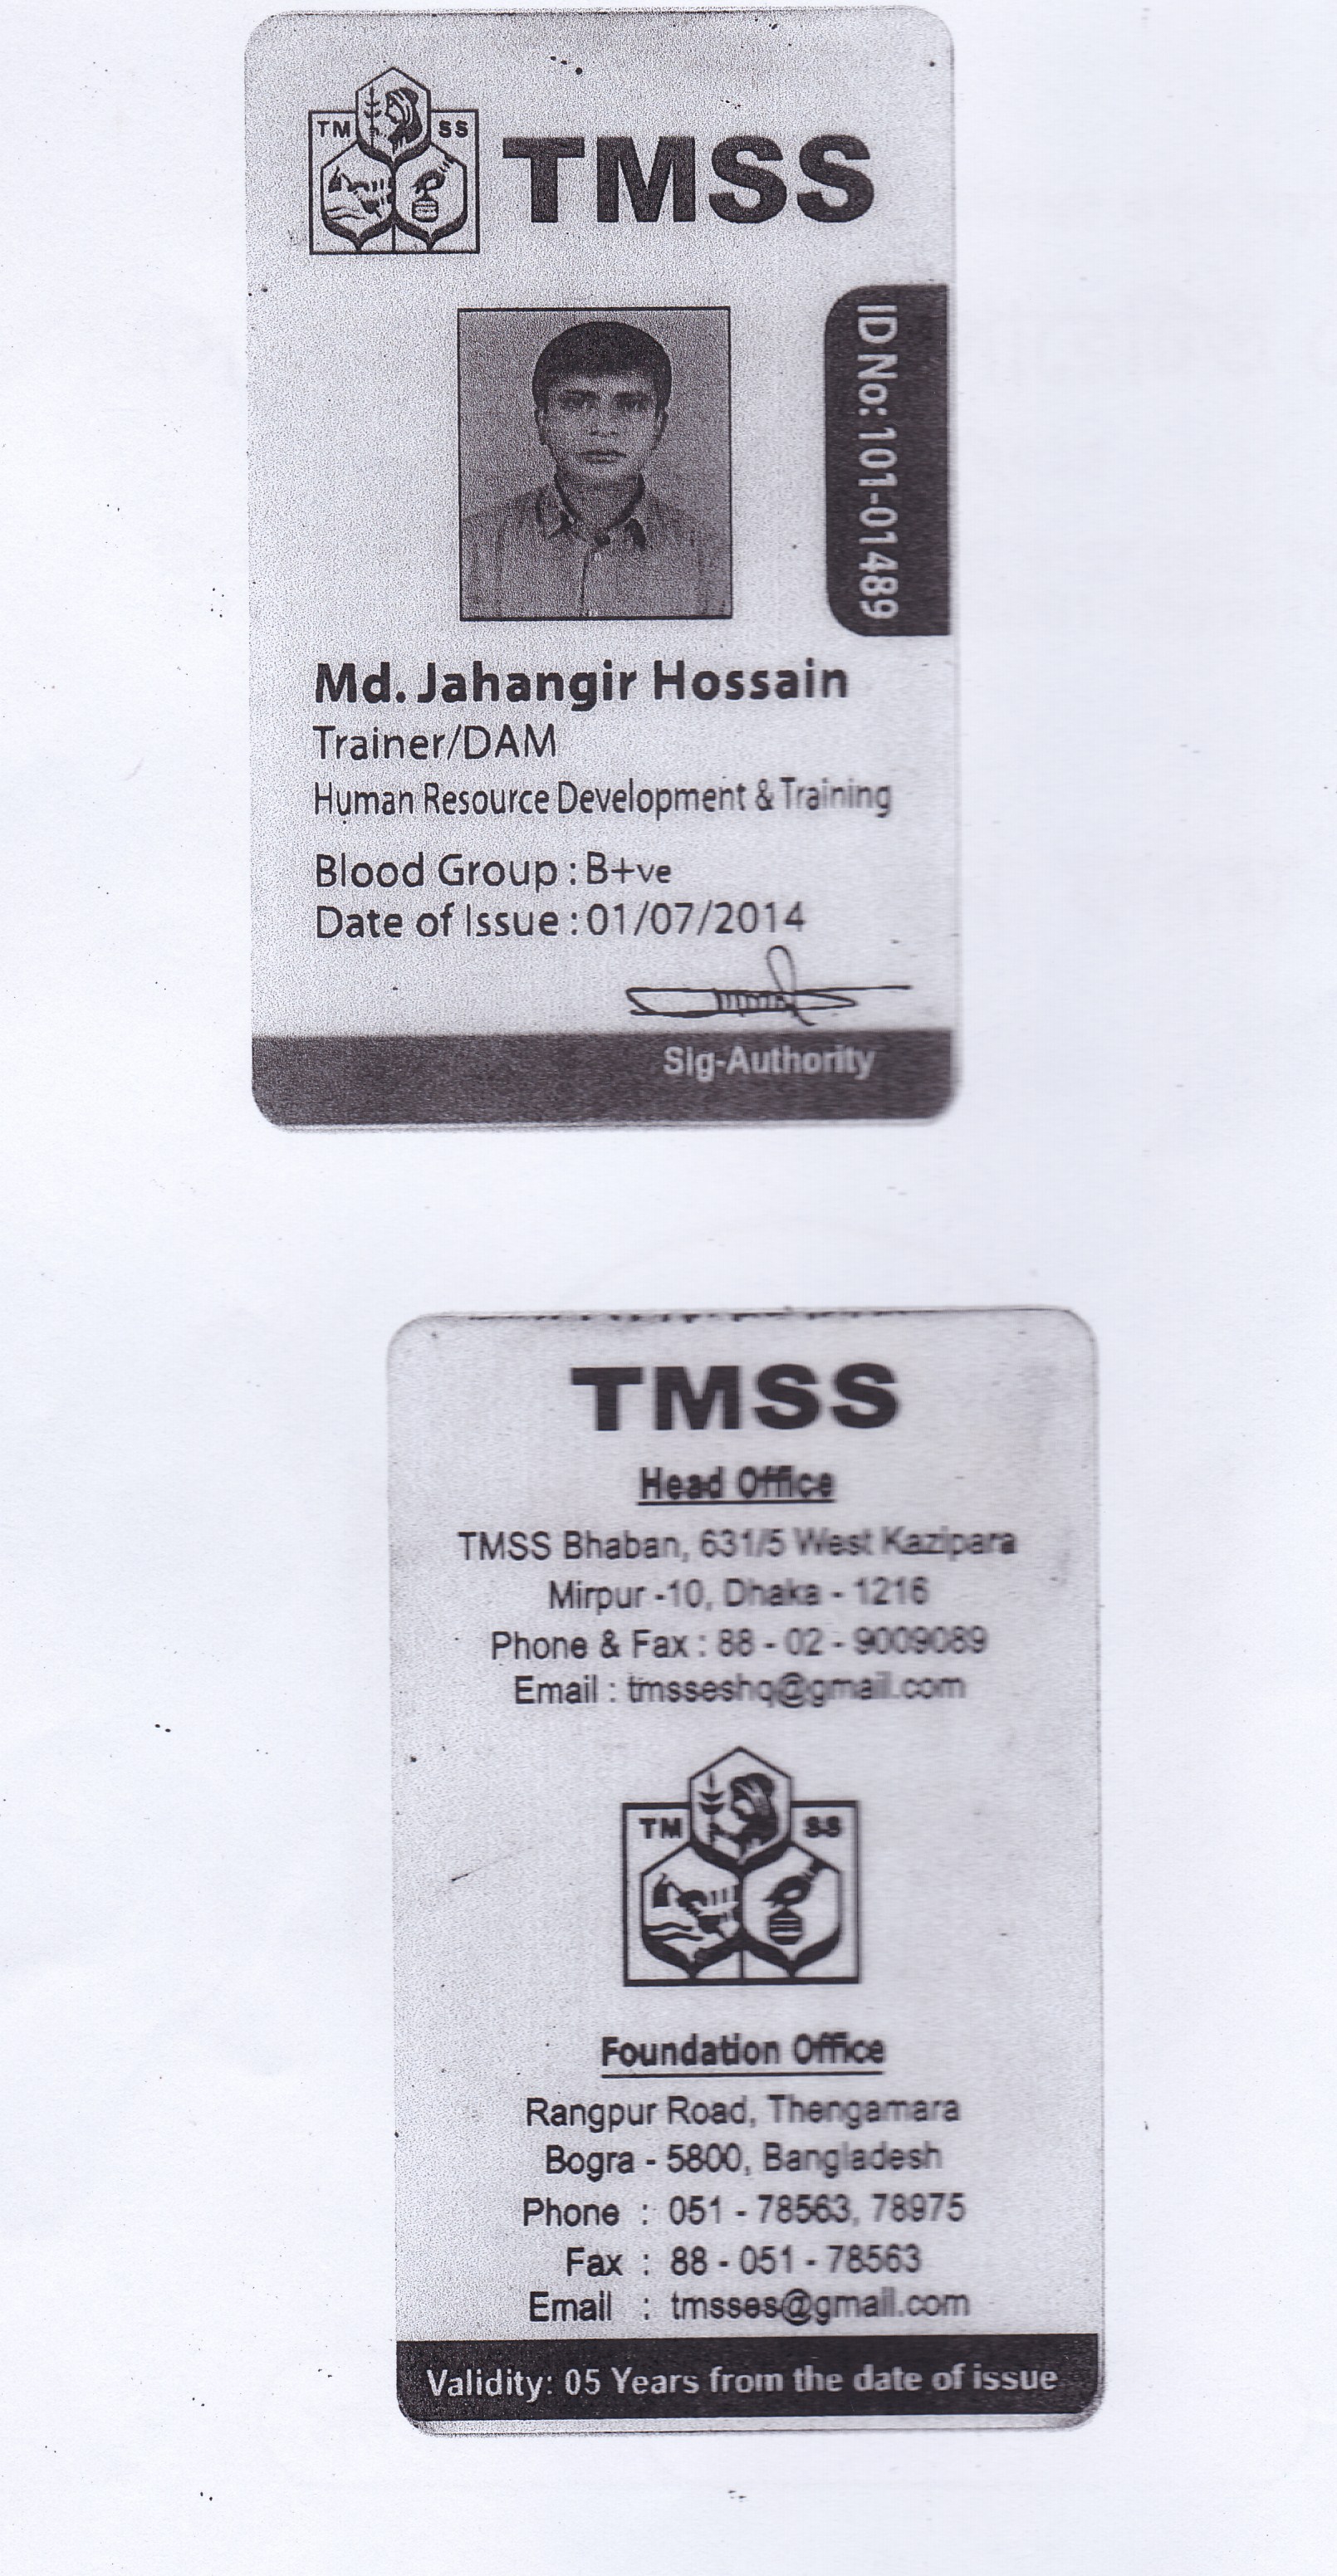 TM SS
TMSS
ID No: 101-01489
Md. Jahangir Hossain
Trainer/DAM
Human Resource Development & Training
Blood Group : B+ve
Date of Issue : 01/07/2014
Sig-Authority
TMSS
Head Office
TMSS Bhaban, 631/5 West Kazipara
Mirpur -10, Dhaka - 1216
Phone & Fax : 88 - 02 - 9009089
Email : tmsseshq@gmail.com
TM SS
Foundation Office
Rangpur Road, Thengamara
Bogra - 5800, Bangladesh
Phone : 051 - 78563, 78975
Fax : 88 - 051 - 78563
Email : tmsses@gmail.com
Validity: 05 Years from the date of issue